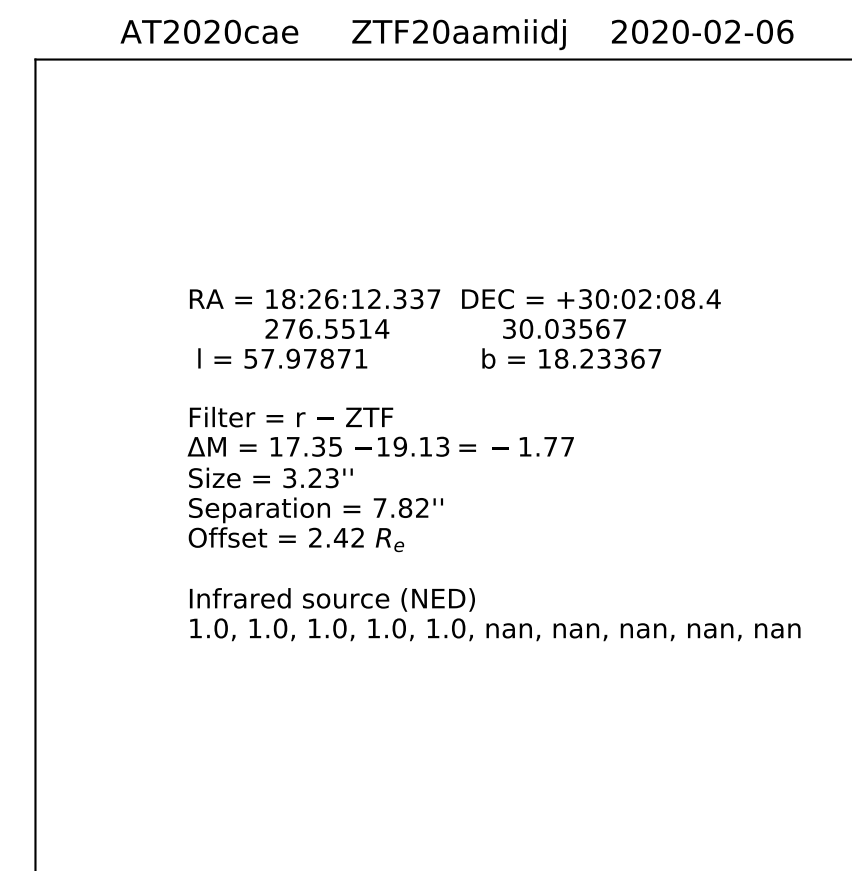 AT2020cae ZTF20aamiidj 2020-02-06
RA = 18:26:12.337 DEC = +30:02:08.4
276.5514 30.03567
l = 57.97871 b = 18.23367
Filter = r − ZTF
ΔM = 17.35 −19.13 = − 1.77
Size = 3.23''
Separation = 7.82''
Offset = 2.42 Re
Infrared source (NED)
1.0, 1.0, 1.0, 1.0, 1.0, nan, nan, nan, nan, nan